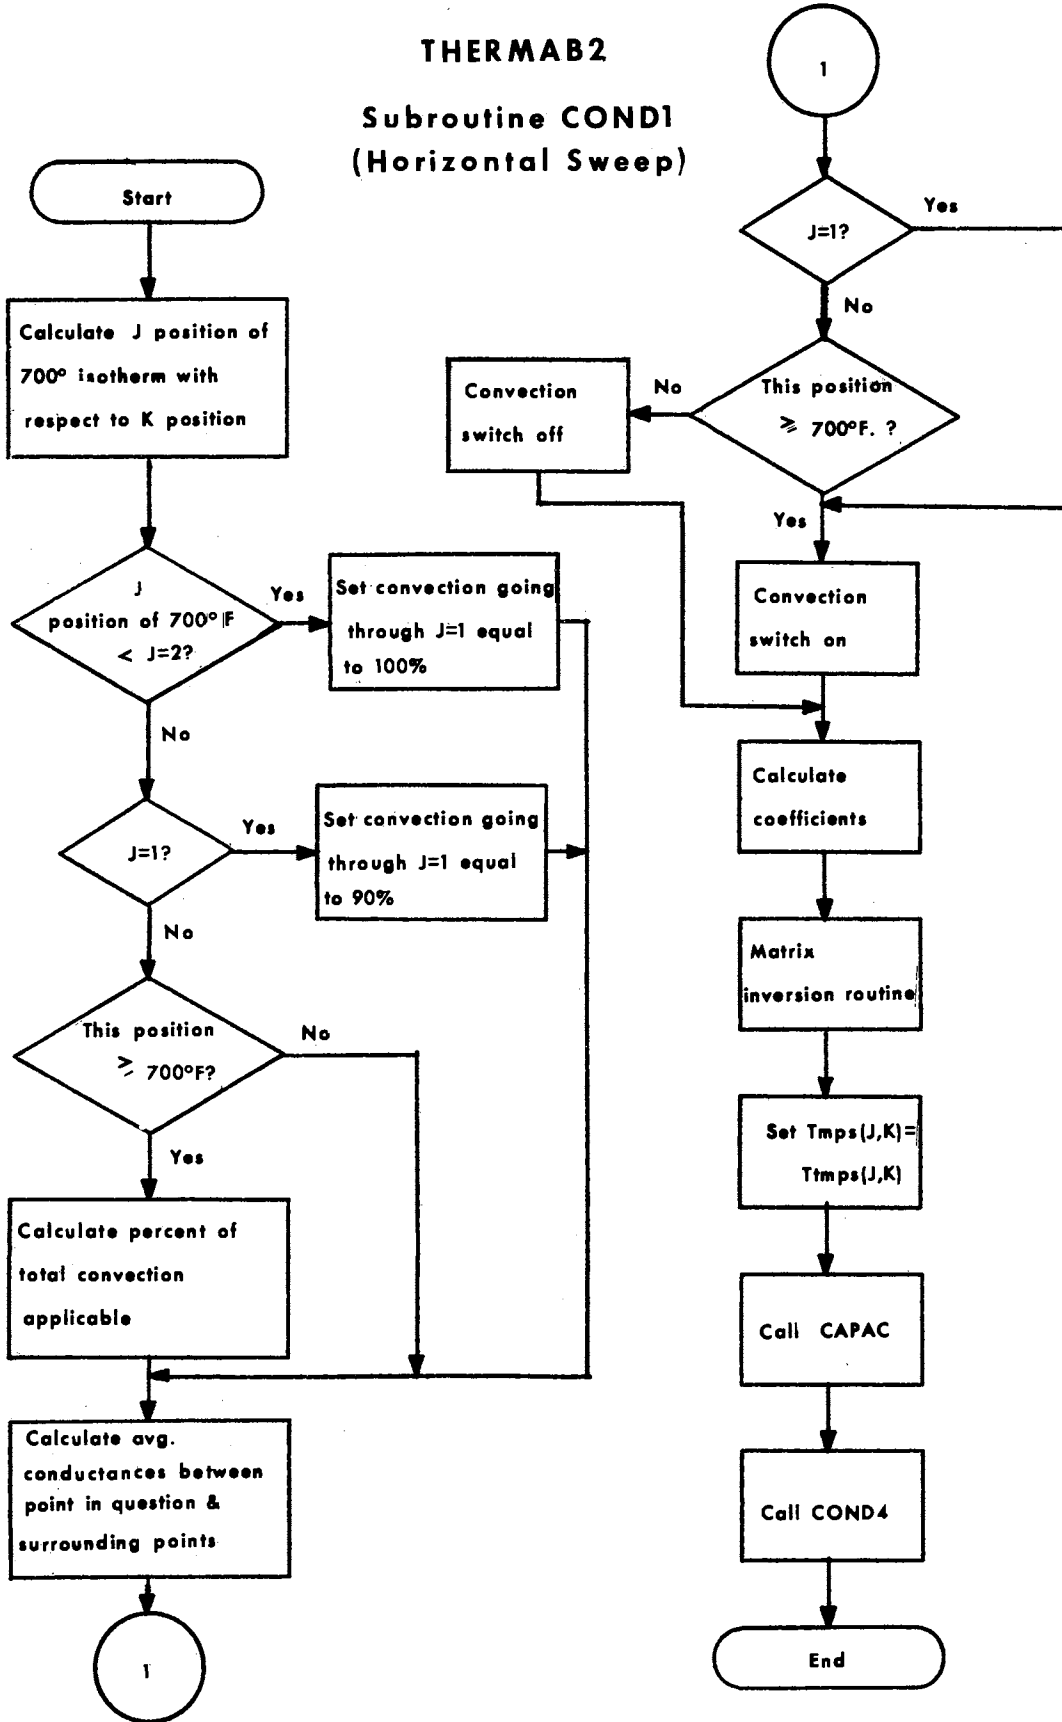 THERMAB2
Subroutine COND1
(Horizontal Sweep)
Start
Calculate J position of
700° isotherm with
respect to K position
J
position of 700° F
< J=2?
Yes
Set convection going
through J=1 equal
to 100%
No
J=1?
Yes
Set convection going
through J=1 equal
to 90%
No
This position
≥ 700°F?
No
Yes
Calculate percent of
total convection
applicable
Calculate avg.
conductances between
point in question &
surrounding points
1
1
J=1?
Yes
No
This position
≥ 700°F. ?
No
Convection
switch off
Yes
Convection
switch on
Calculate
coefficients
Matrix
inversion routine
Set Tmps(J,K)=
Ttmps(J,K)
Call CAPAC
Call COND4
End